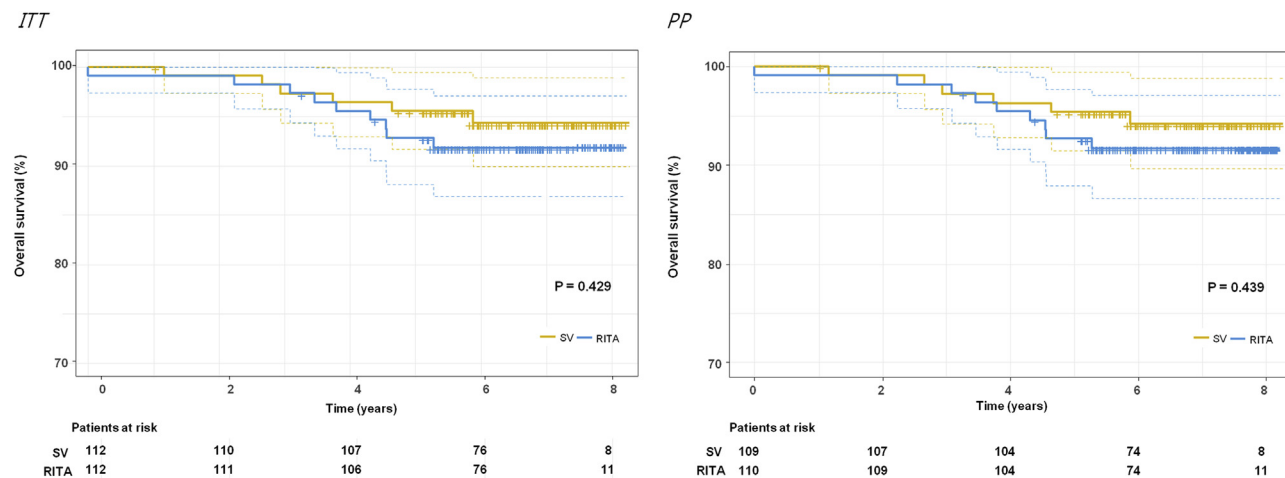 ITT
Overall survival (%)
100
90
80
70
P = 0.429
SV RITA
0 2 4 6 8
Time (years)
Patients at risk
SV 112 110 107 76 8
RITA 112 111 106 76 11
PP
Overall survival (%)
100
90
80
70
P = 0.439
SV RITA
0 2 4 6 8
Time (years)
Patients at risk
SV 109 107 104 74 8
RITA 110 109 104 74 11